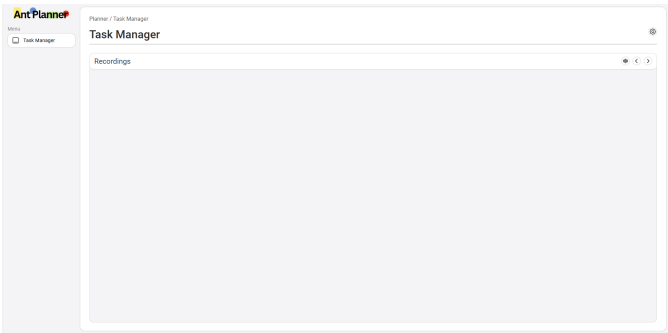 Ant Planner
Menu
Task Manager
Planner / Task Manager
Task Manager
Recordings